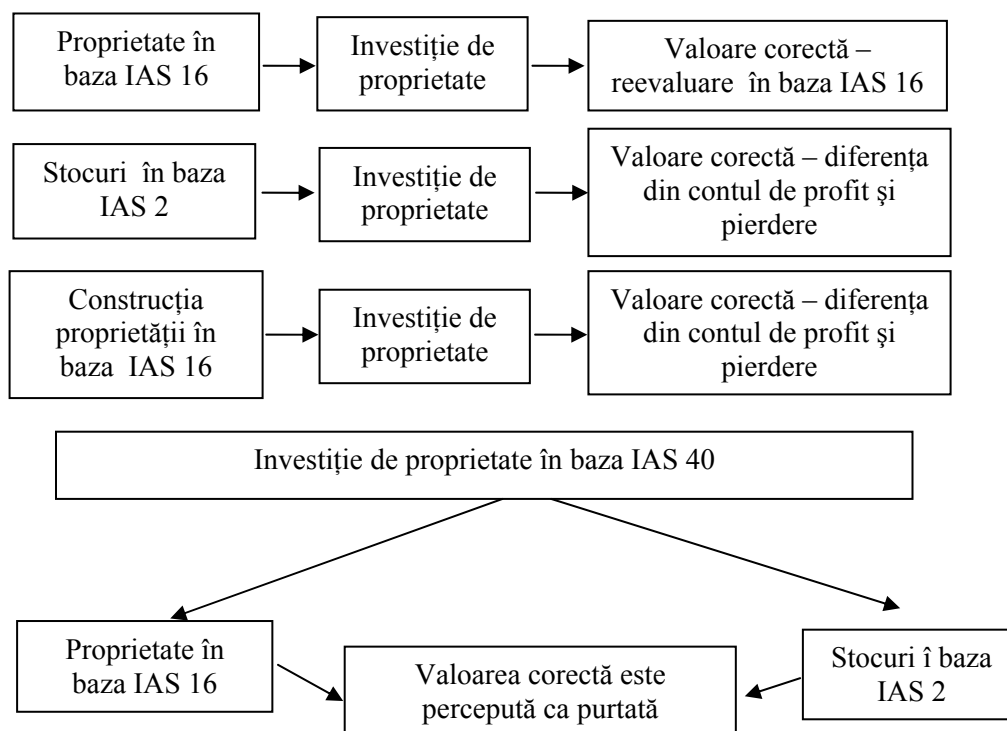 Proprietate în
baza IAS 16
Investiție de
proprietate
Valoare corectă –
reevaluare în baza IAS 16
Stocuri în baza
IAS 2
Investiție de
proprietate
Valoare corectă – diferența
din contul de profit şi
pierdere
Construcția
proprietății în
baza IAS 16
Investiție de
proprietate
Valoare corectă – diferența
din contul de profit şi
pierdere
Investiție de proprietate în baza IAS 40
Proprietate în
baza IAS 16
Valoarea corectă este
percepută ca purtată
Stocuri î baza
IAS 2